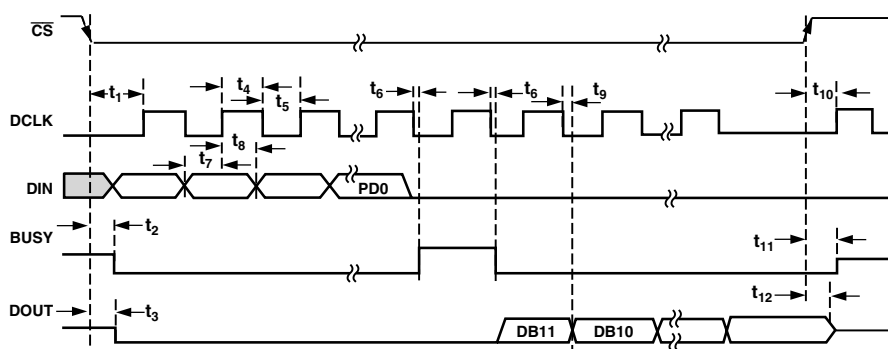 CS
t1 t4 t5 t6 t6 t9 t10
DCLK
t7 t8
DIN PD0
BUSY t2 t11
DOUT t3 DB11 DB10 t12